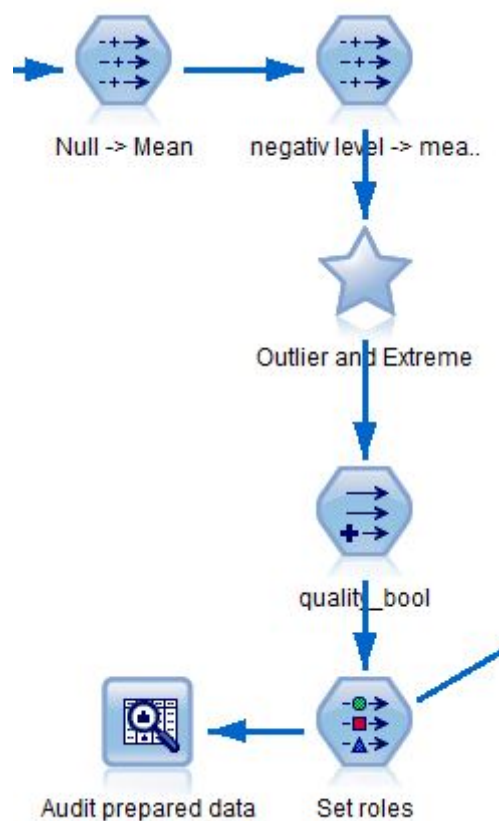 Null -> Mean
negativ level -> mea..
Outlier and Extreme
quality_bool
Audit prepared data
Set roles